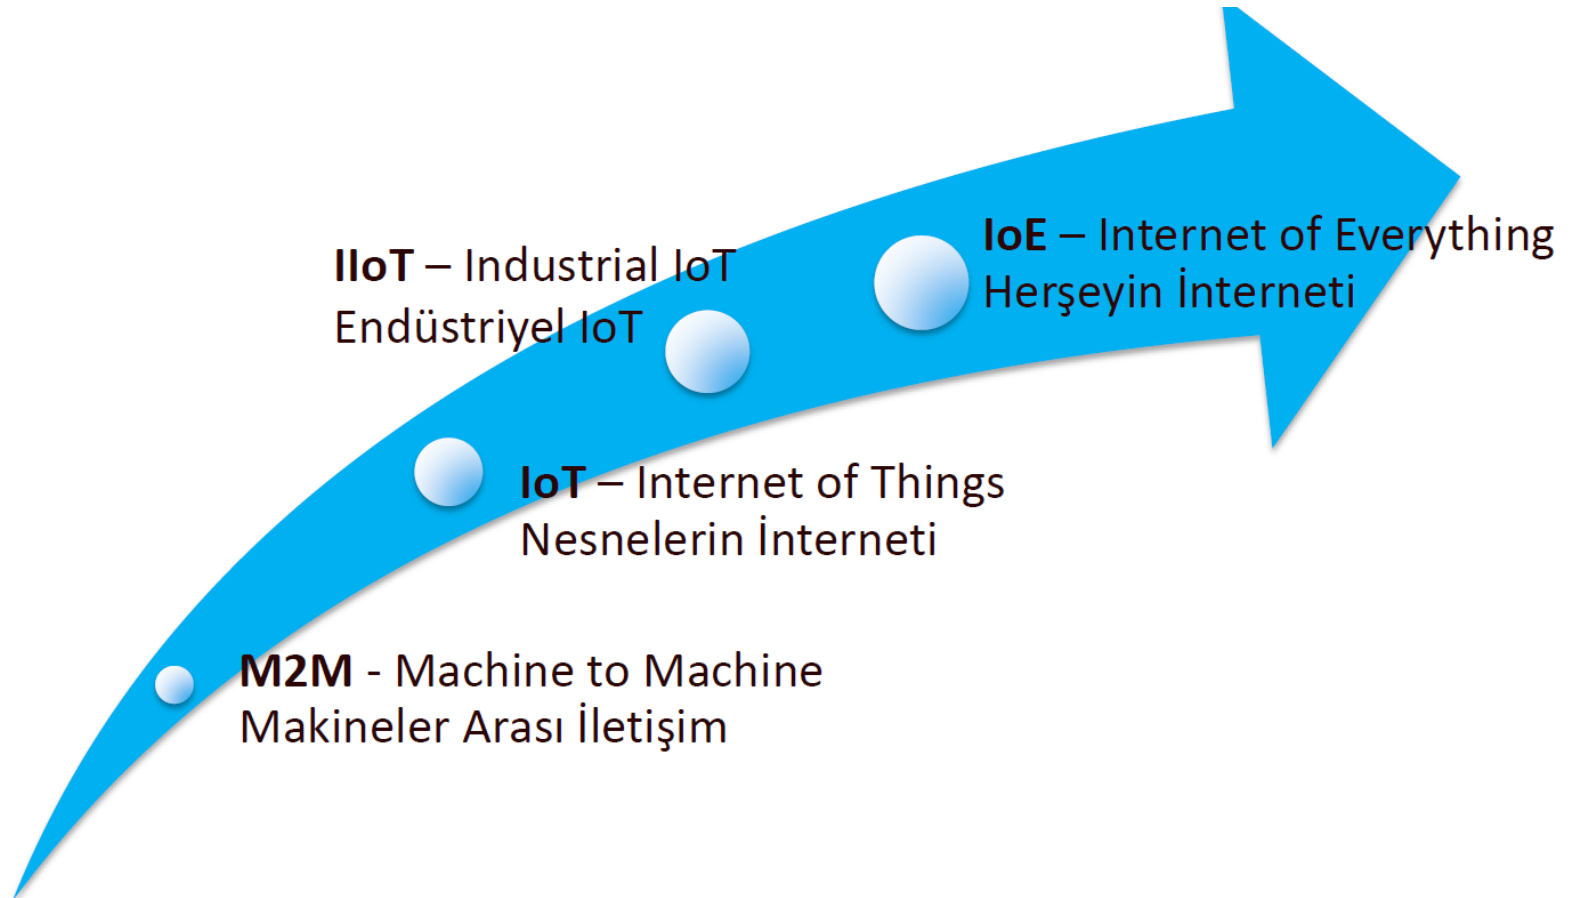 IIoT – Industrial IoT
Endüstriyel IoT
IoE – Internet of Everything
Herşeyin İnterneti
IoT – Internet of Things
Nesnelerin İnterneti
M2M - Machine to Machine
Makineler Arası İletişim